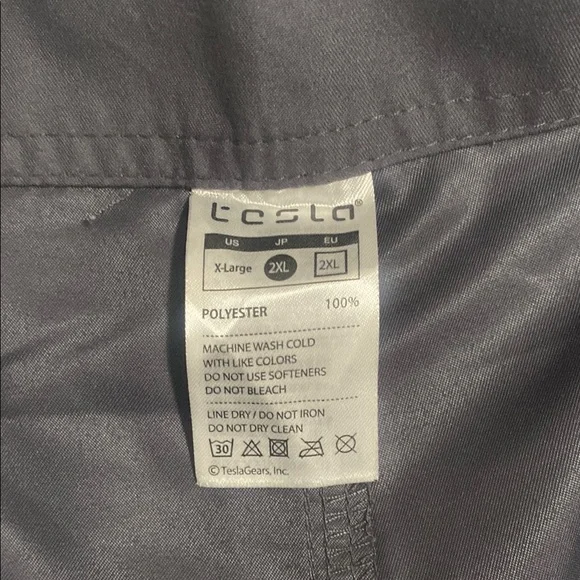 tesla®
US JP EU
X-Large 2XL 2XL
POLYESTER 100%
MACHINE WASH COLD
WITH LIKE COLORS
DO NOT USE SOFTENERS
DO NOT BLEACH
LINE DRY / DO NOT IRON
DO NOT DRY CLEAN
30
© TeslaGears, Inc.